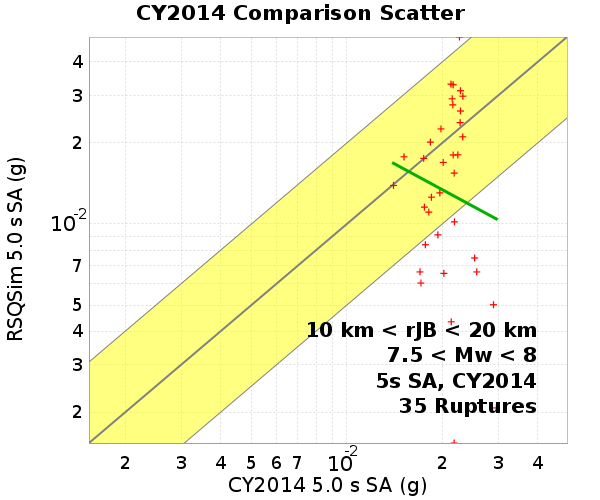 CY2014 Comparison Scatter
RSQSim 5.0 s SA (g)
4
3
2
10-2
7
5
4
3
2
10 km < rJB < 20 km
7.5 < Mw < 8
5s SA, CY2014
35 Ruptures
2 3 4 5 6 7 10-2 2 3 4
CY2014 5.0 s SA (g)